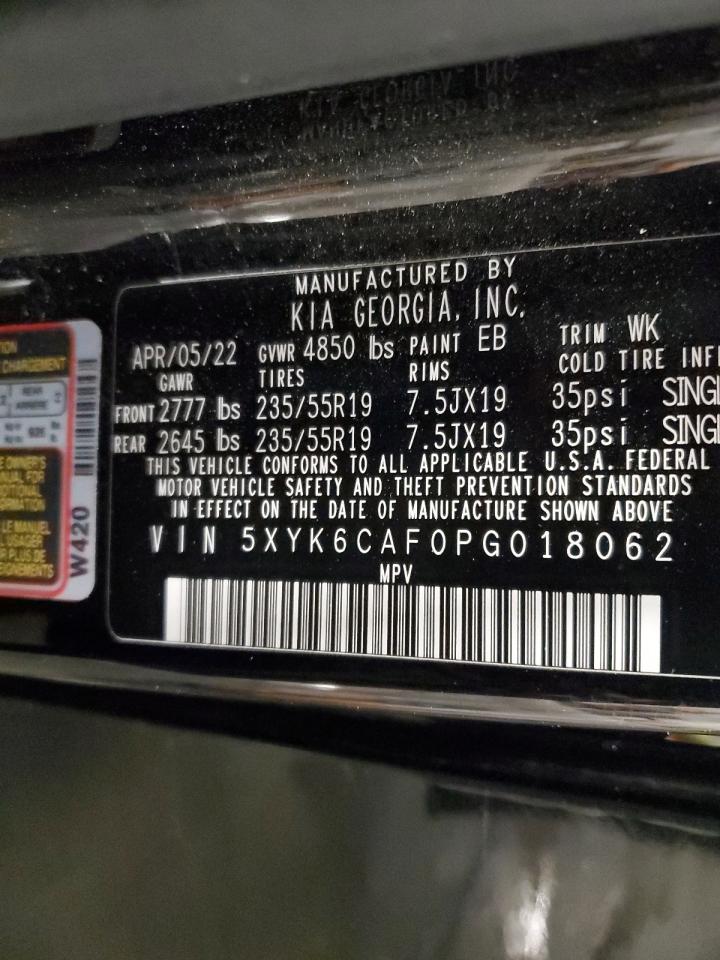 MANUFACTURED BY
KIA GEORGIA, INC.
APR/05/22 GVWR 4850 lbs PAINT EB TRIM WK
GAWR TIRES RIMS COLD TIRE INFL
FRONT 2777 lbs 235/55R19 7.5JX19 35psi SINGL
REAR 2645 lbs 235/55R19 7.5JX19 35psi SINGL
THIS VEHICLE CONFORMS TO ALL APPLICABLE U.S.A. FEDERAL
MOTOR VEHICLE SAFETY AND THEFT PREVENTION STANDARDS
IN EFFECT ON THE DATE OF MANUFACTURE SHOWN ABOVE
VIN 5XYK6CAF0PG018062
MPV
CHARGEMENT
REAR
W420